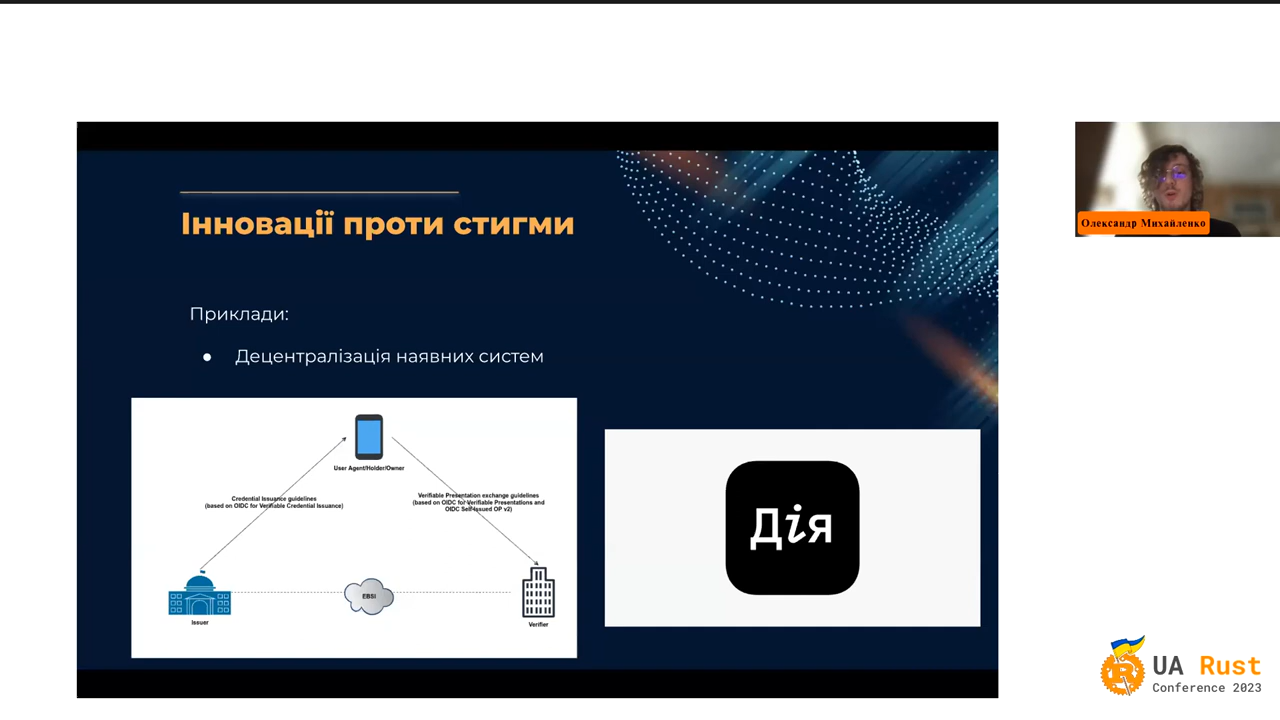 Інновації проти стигми
Приклади:
● Децентралізація наявних систем
User Agent/Holder/Owner
Credential Issuance guidelines
(based on OIDC for Verifiable Credential Issuance)
Verifiable Presentation exchange guidelines
(based on OIDC for Verifiable Presentations and
OIDC Self-Issued OP v2)
EBSI
Issuer
Verifier
Дія
Олександр Михайленко
UA Rust
Conference 2023